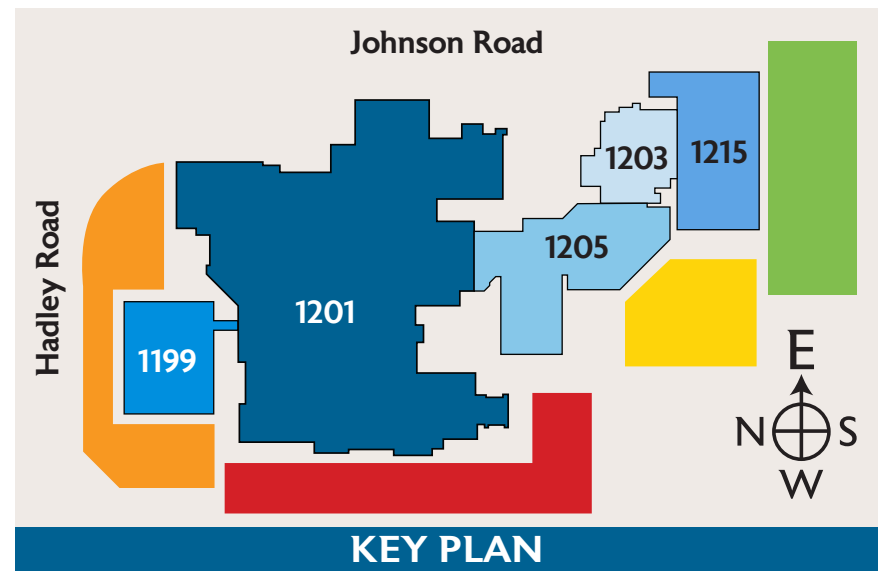 Johnson Road
Hadley Road
1203
1215
1205
1201
1199
E
N S
W
KEY PLAN